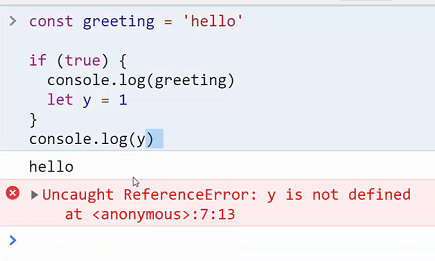 const greeting = 'hello'
if (true) {
console.log(greeting)
let y = 1
}
console.log(y)
hello
Uncaught ReferenceError: y is not defined
at <anonymous>:7:13